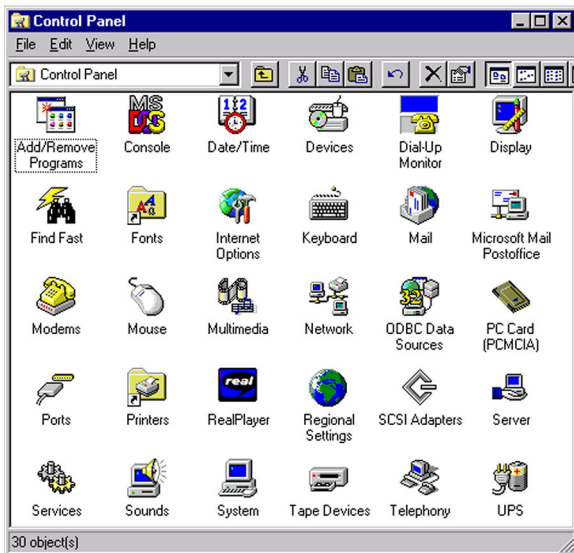 Control Panel
File Edit View Help
Control Panel
Add/Remove
Programs
Console
Date/Time
Devices
Dial-Up
Monitor
Display
Find Fast
Fonts
Internet
Options
Keyboard
Mail
Microsoft Mail
Postoffice
Modems
Mouse
Multimedia
Network
ODBC Data
Sources
PC Card
(PCMCIA)
Ports
Printers
real
RealPlayer
Regional
Settings
SCSI Adapters
Server
Services
Sounds
System
Tape Devices
Telephony
UPS
30 object(s)